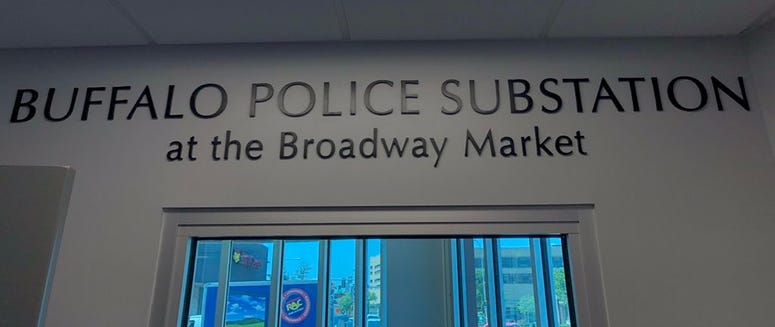 BUFFALO POLICE SUBSTATION
at the Broadway Market